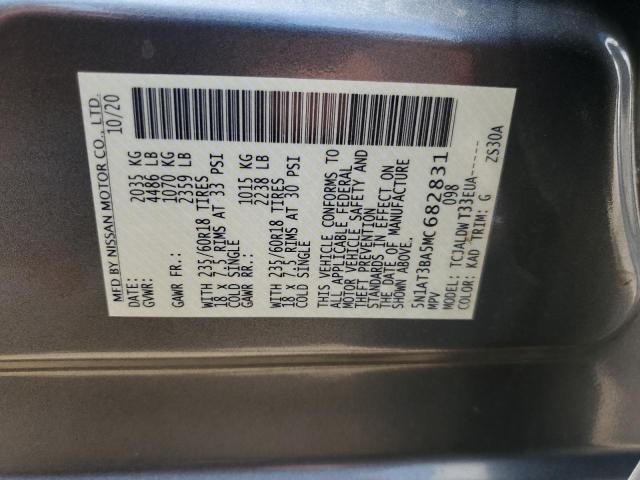 MFD BY NISSAN MOTOR CO., LTD.
DATE: 10/20
GVWR: 2035 KG
4486 LB
GAWR FR.: 1070 KG
2359 LB
WITH 235/60R18 TIRES
18 X 7.5 RIMS AT 33 PSI
COLD SINGLE
GAWR RR.: 1015 KG
2238 LB
WITH 235/60R18 TIRES
18 X 7.5 RIMS AT 30 PSI
COLD SINGLE
THIS VEHICLE CONFORMS TO
ALL APPLICABLE FEDERAL
MOTOR VEHICLE SAFETY AND
THEFT PREVENTION
STANDARDS IN EFFECT ON
THE DATE OF MANUFACTURE
SHOWN ABOVE.
5N1AT3BA5MC682831
MPV 098
MODEL: TCJALDW T33EUA------
COLOR: KAD TRIM: G ZS30A